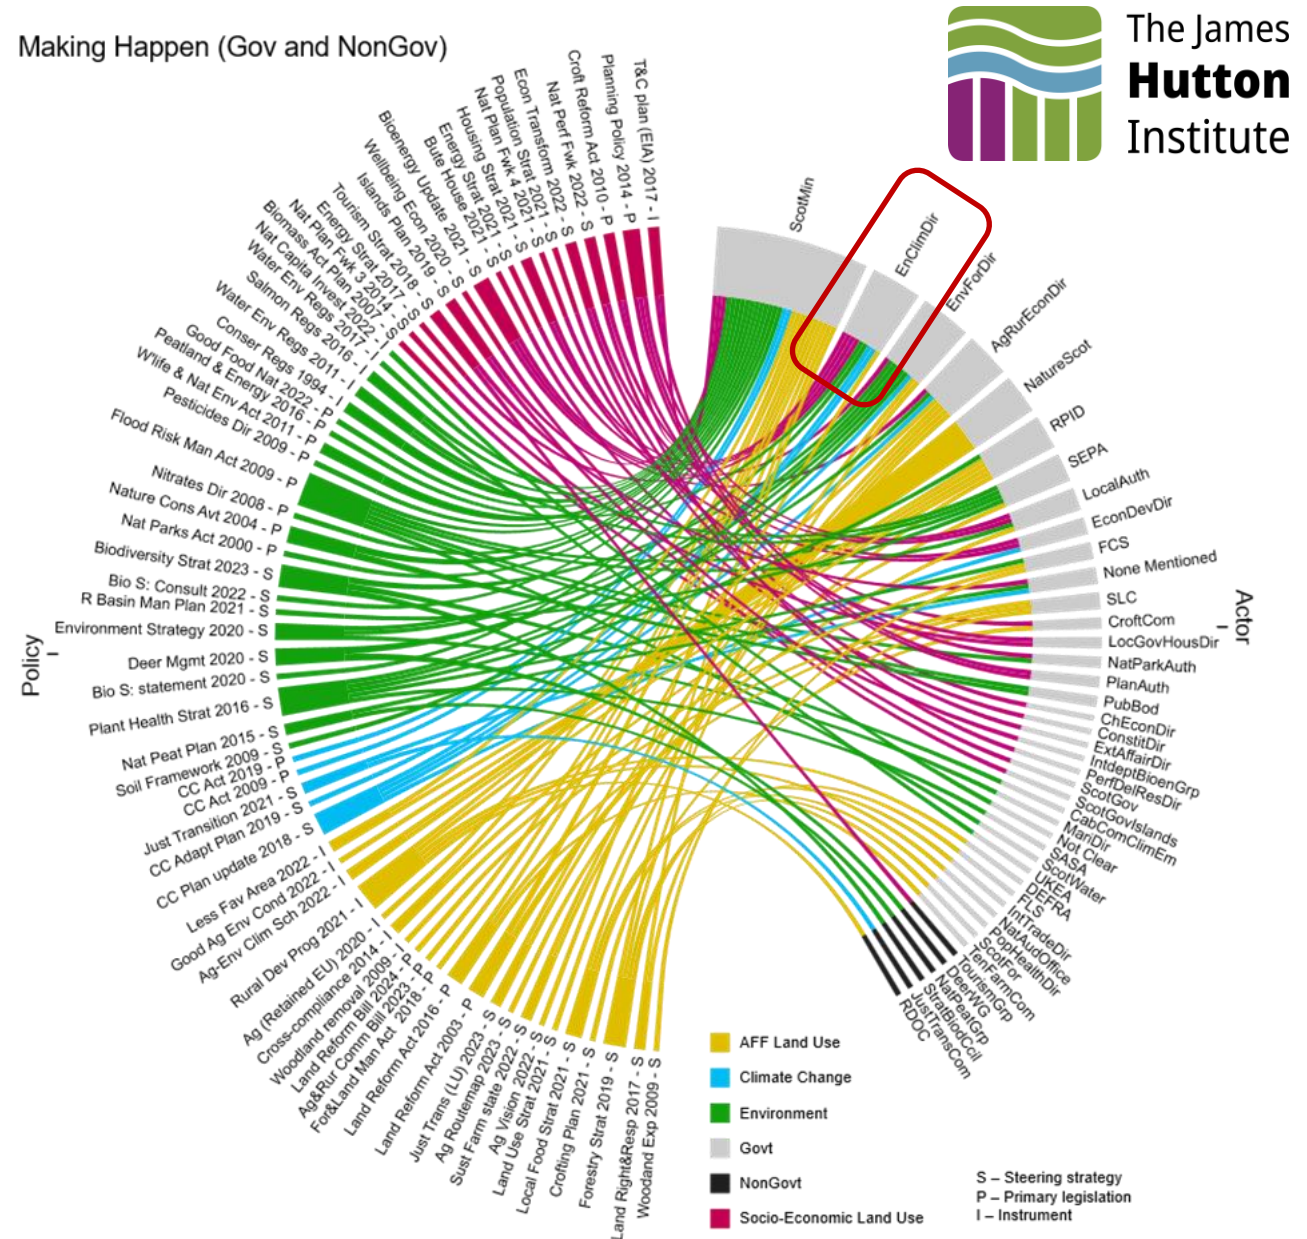 Making Happen (Gov and NonGov)
The James
Hutton
Institute
T&C plan (EIA) 2017 - I
Planning Policy 2014 - P
Croft Reform Act 2010 - P
Nat Perf Fwk 2022 - S
Econ Transform 2022 - S
Population Strat 2021 - S
Nat Plan Fwk 4 2021 - S
Housing Strat 2021 - S
Energy Strat 2021 - S
Bute House 2021 - S
Bioenergy Update 2021 - S
Wellbeing Econ 2020 - S
Islands Plan 2019 - S
Tourism Strat 2018 - S
Energy Strat 2017 - S
Nat Plan Fwk 3 2014 - S
Biomass Act Plan 2007 - S
Nat Capita Invest 2022 - I
Water Env Regs 2017 - I
Salmon Regs 2016 - I
Water Env Regs 2011 - I
Conser Regs 1994 - I
Good Food Nat 2022 - P
Peatland & Energy 2016 - P
W'life & Nat Env Act 2011 - P
Pesticides Dir 2009 - P
Flood Risk Man Act 2009 - P
Nitrates Dir 2008 - P
Nature Cons Avt 2004 - P
Nat Parks Act 2000 - P
Biodiversity Strat 2023 - S
Bio S: Consult 2022 - S
R Basin Man Plan 2021 - S
Environment Strategy 2020 - S
Deer Mgmt 2020 - S
Bio S: statement 2020 - S
Plant Health Strat 2016 - S
Nat Peat Plan 2015 - S
Soil Framework 2009 - S
CC Act 2019 - P
CC Act 2009 - P
Just Transition 2021 - S
CC Adapt Plan 2019 - S
CC Plan update 2018 - S
Less Fav Area 2022 - I
Good Ag Env Cond 2022 - I
Ag-Env Clim Sch 2022 - I
Rural Dev Prog 2021 - I
Ag (Retained EU) 2020 - I
Cross-compliance 2014 - I
Woodland removal 2009 - I
Land Reform Bill 2024 - P
Ag&Rur Comm Bill 2023 - P
For&Land Man Act 2018 - P
Land Reform Act 2016 - P
Land Reform Act 2003 - P
Just Trans (LU) 2023 - S
Ag Routemap 2023 - S
Sust Farm state 2022 - S
Ag Vision 2022 - S
Land Use Strat 2021 - S
Local Food Strat 2021 - S
Crofting Plan 2021 - S
Forestry Strat 2019 - S
Land Right&Resp 2017 - S
Woodand Exp 2009 - S
Policy
ScotMin
EnClimDir
EnvForDir
AgRurEconDir
NatureScot
RPID
SEPA
LocalAuth
EconDevDir
FCS
None Mentioned
SLC
CroftCom
LocGovHousDir
NatParkAuth
PlanAuth
PubBod
ChEconDir
ConstitDir
ExtAffairDir
IntdeptBioenGrp
PerfDelResDir
ScotGov
ScotGovIslands
CabComClimEm
MariDir
Not Clear
SASA
ScotWater
UKEA
DEFRA
FLS
IntTradeDir
NatAudOffice
PopHealthDir
ScotFor
TenFarmCom
TourismGrp
DeerWG
NatPeatGrp
StratBiodCcil
JustTransCom
RDOC
Actor
AFF Land Use
Climate Change
Environment
Govt
NonGovt
Socio-Economic Land Use
S – Steering strategy
P – Primary legislation
I – Instrument